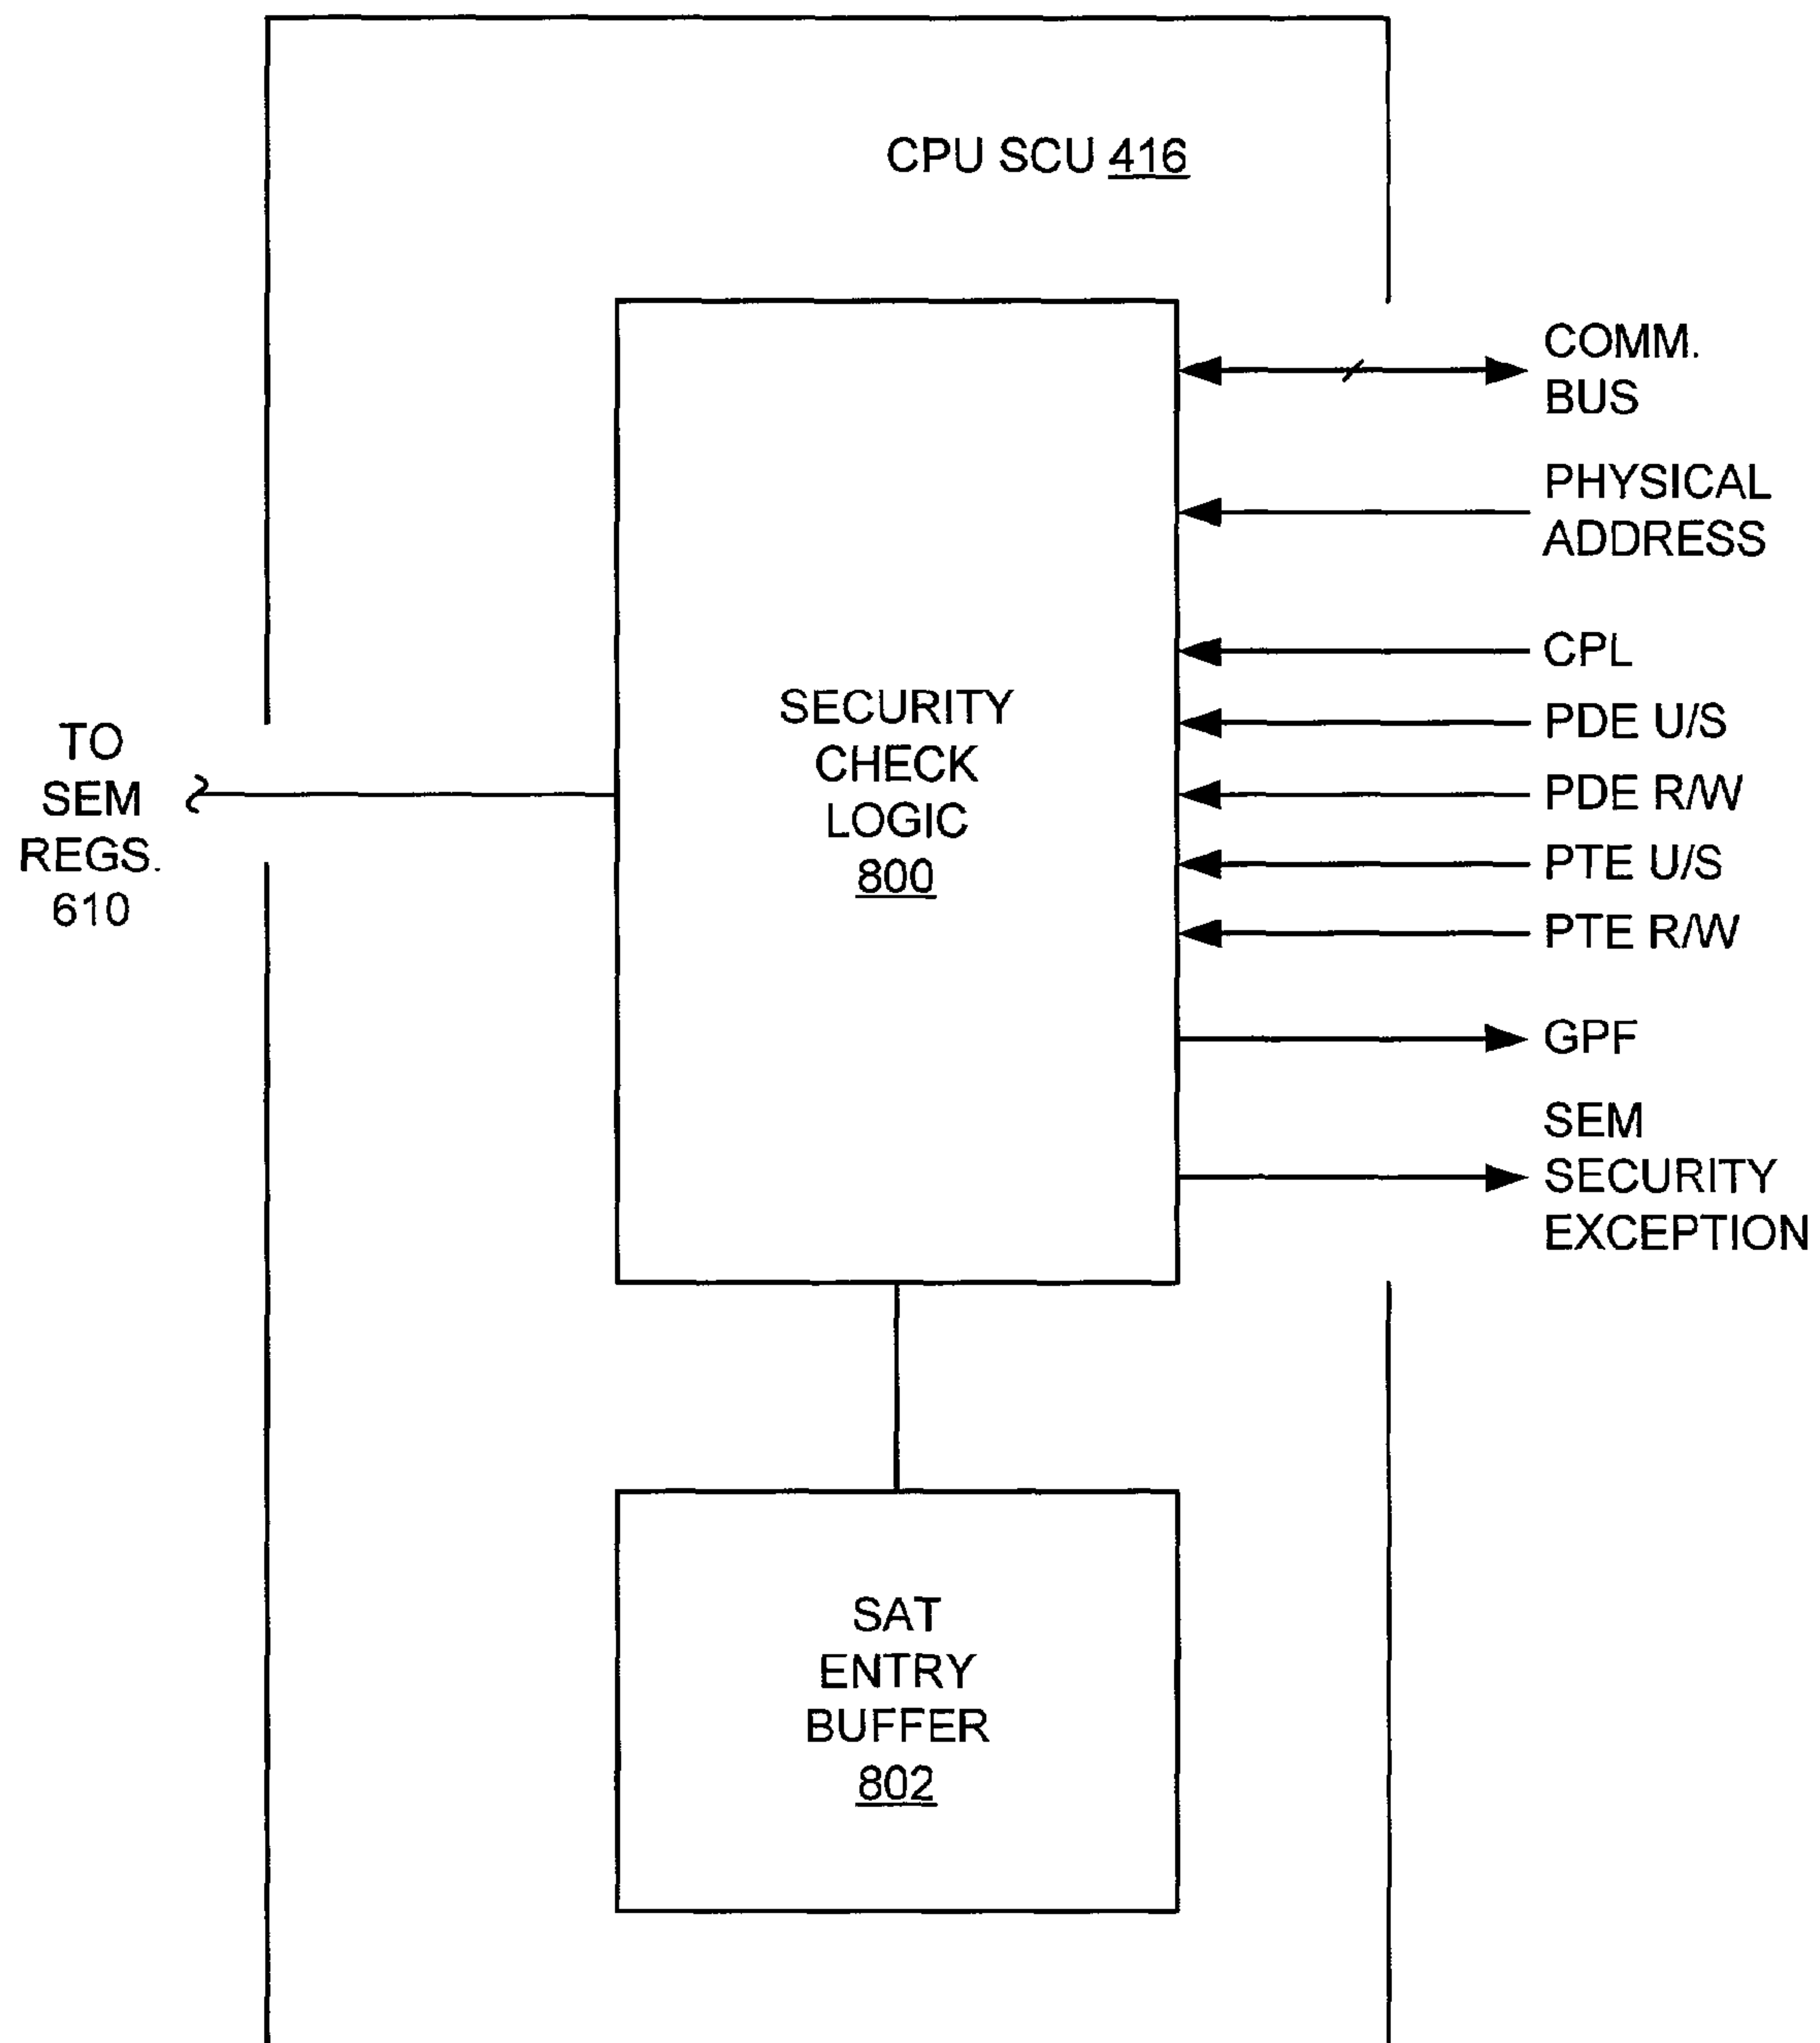 CPU SCU 416
COMM.
BUS
PHYSICAL
ADDRESS
CPL
PDE U/S
PDE R/W
PTE U/S
PTE R/W
GPF
SEM
SECURITY
EXCEPTION
SECURITY
CHECK
LOGIC
800
TO
SEM
REGS.
610
SAT
ENTRY
BUFFER
802